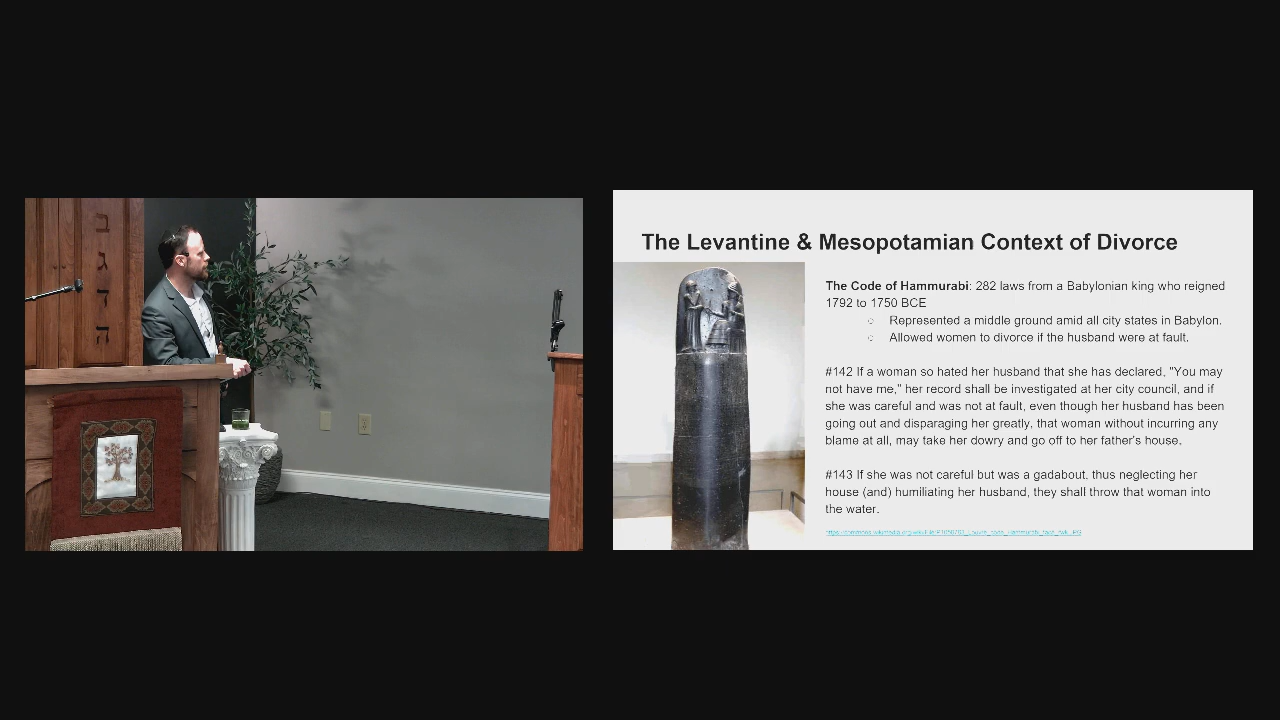 ב
ג
ד
ה
The Levantine & Mesopotamian Context of Divorce
The Code of Hammurabi: 282 laws from a Babylonian king who reigned
1792 to 1750 BCE
○ Represented a middle ground amid all city states in Babylon.
○ Allowed women to divorce if the husband were at fault.
#142 If a woman so hated her husband that she has declared, "You may
not have me," her record shall be investigated at her city council, and if
she was careful and was not at fault, even though her husband has been
going out and disparaging her greatly, that woman without incurring any
blame at all, may take her dowry and go off to her father's house.
#143 If she was not careful but was a gadabout, thus neglecting her
house (and) humiliating her husband, they shall throw that woman into
the water.